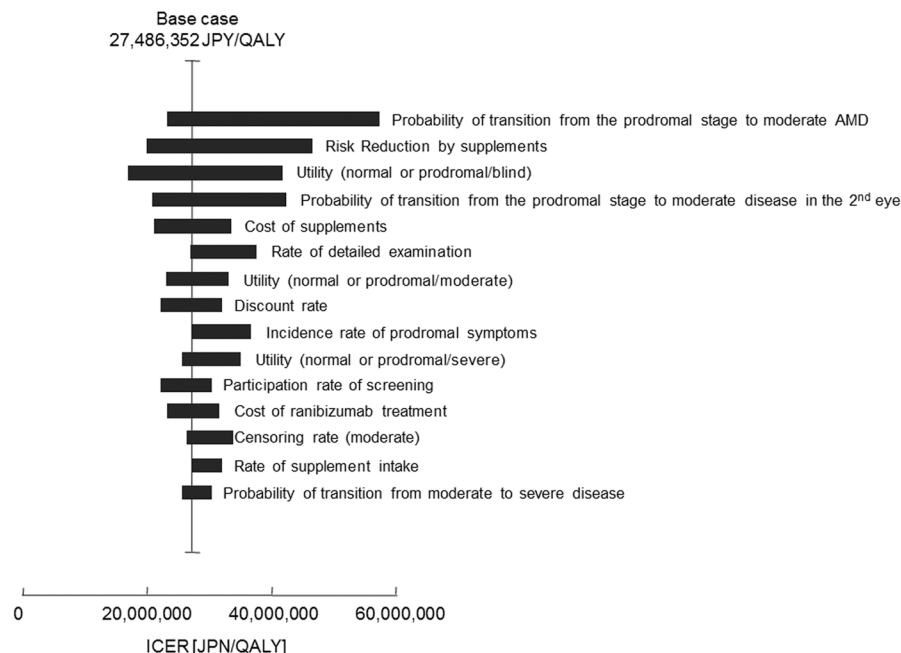 Base case
27,486,352 JPY/QALY
Probability of transition from the prodromal stage to moderate AMD
Risk Reduction by supplements
Utility (normal or prodromal/blind)
Probability of transition from the prodromal stage to moderate disease in the 2nd eye
Cost of supplements
Rate of detailed examination
Utility (normal or prodromal/moderate)
Discount rate
Incidence rate of prodromal symptoms
Utility (normal or prodromal/severe)
Participation rate of screening
Cost of ranibizumab treatment
Censoring rate (moderate)
Rate of supplement intake
Probability of transition from moderate to severe disease
0 20,000,000 40,000,000 60,000,000
ICER [JPN/QALY]